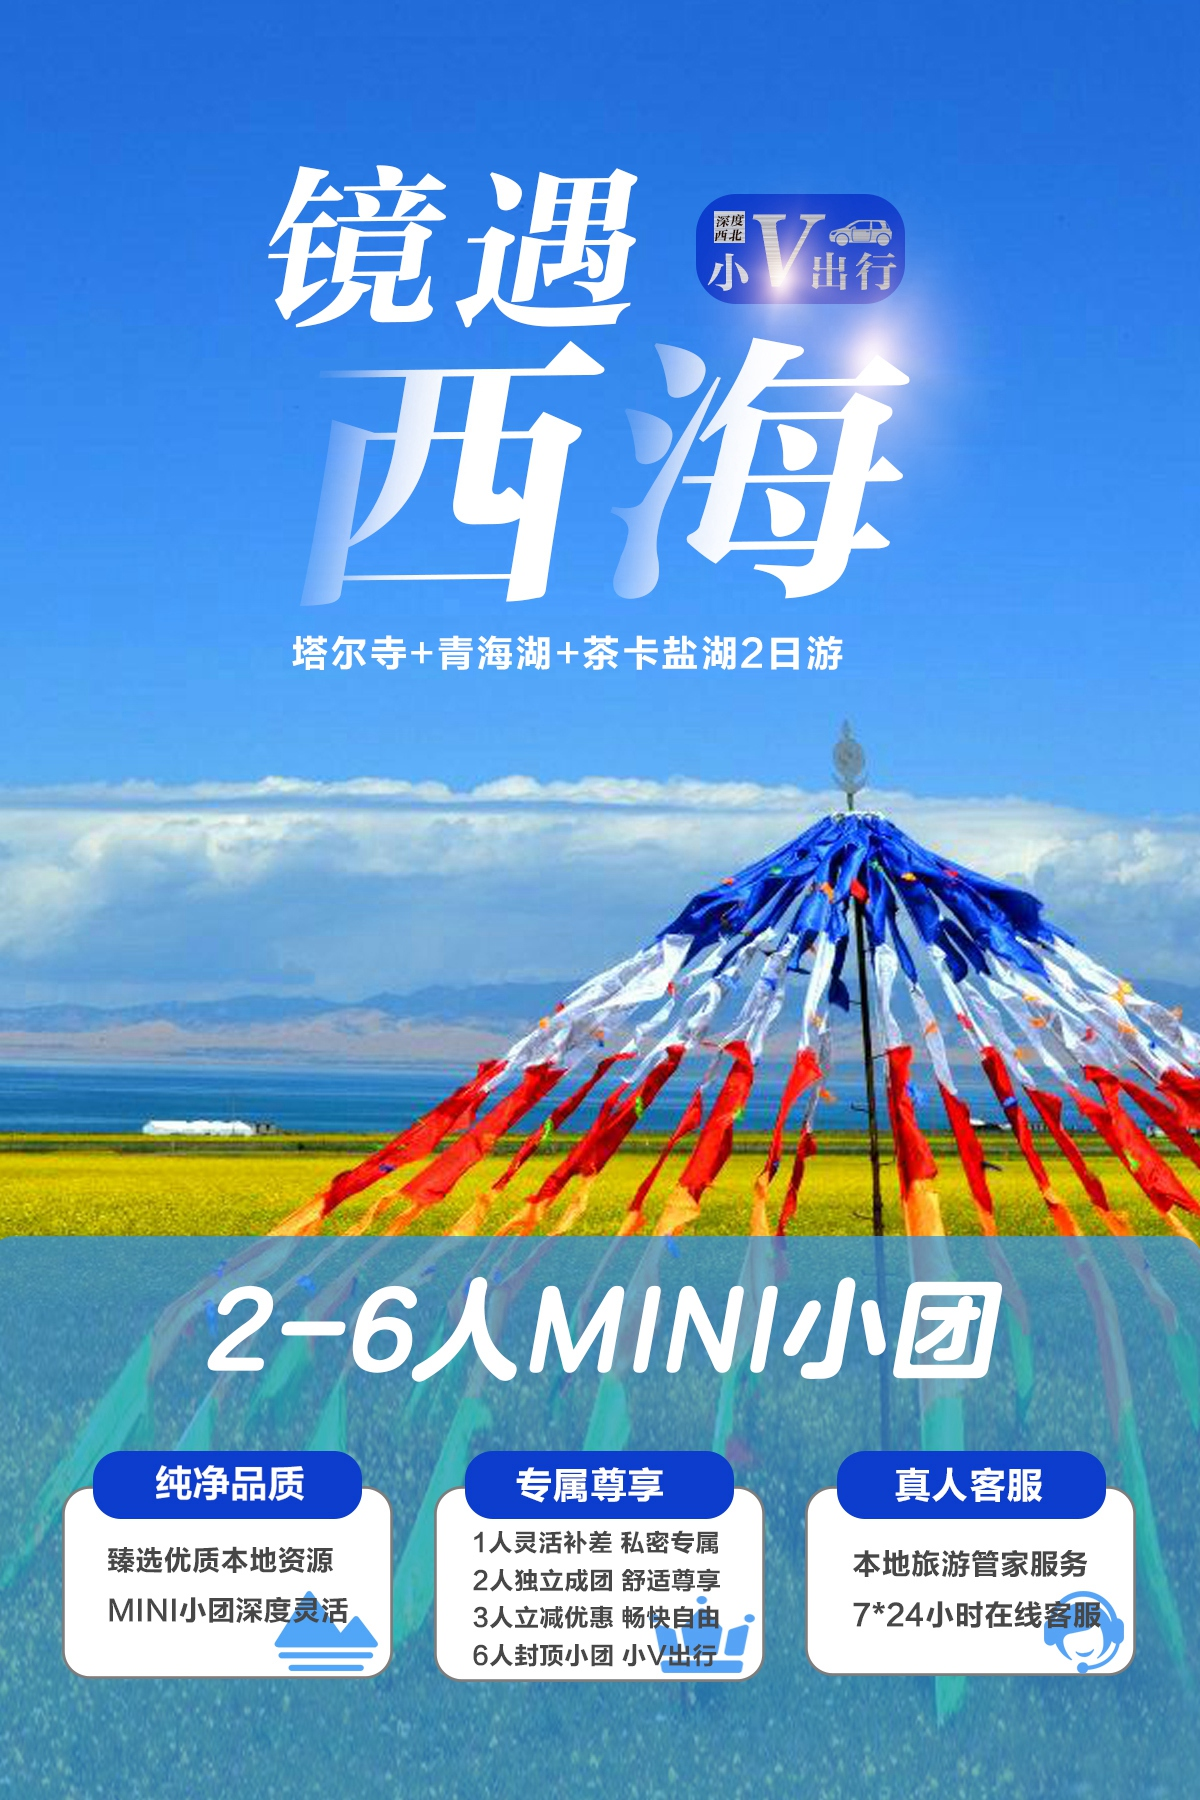 镜遇
深度
西北
小V出行
西海
塔尔寺+青海湖+茶卡盐湖2日游
2-6人MINI小团
纯净品质
臻选优质本地资源
MINI小团深度灵活
专属尊享
1人灵活补差 私密专属
2人独立成团 舒适尊享
3人立减优惠 畅快自由
6人封顶小团 小V出行
真人客服
本地旅游管家服务
7*24小时在线客服